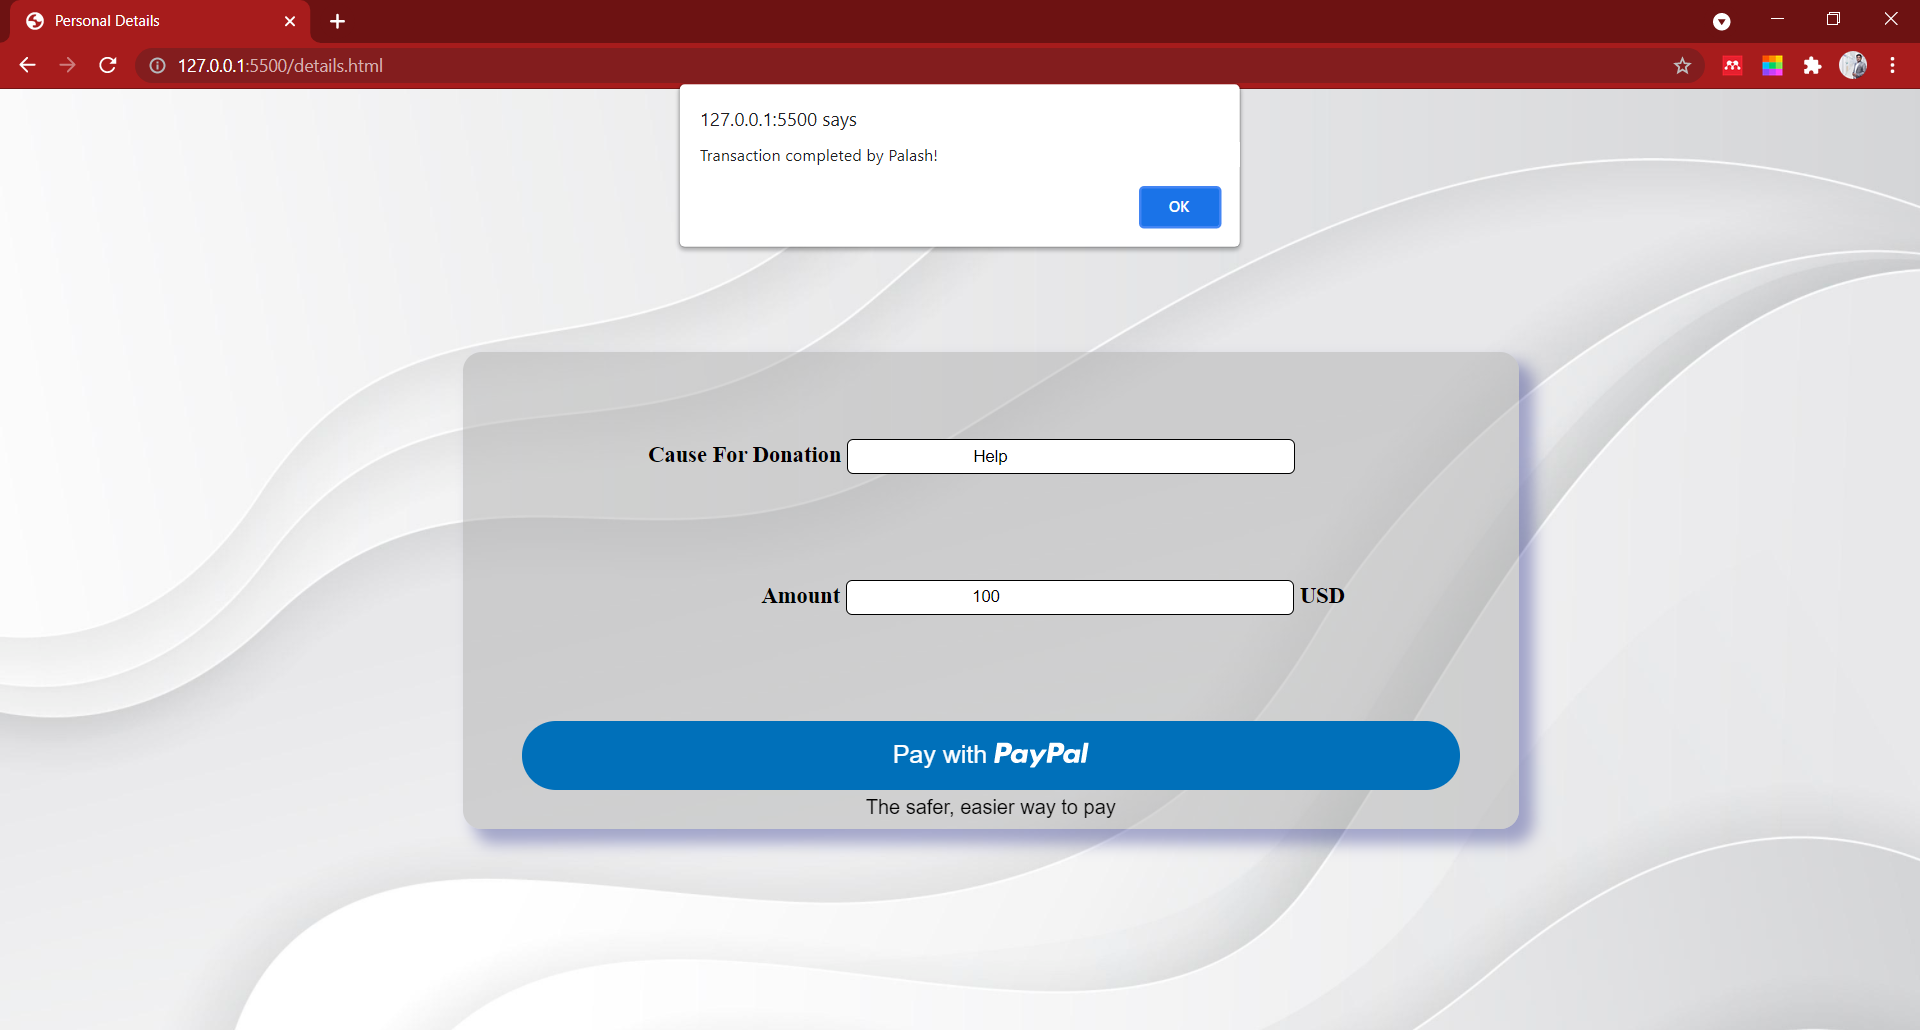 Personal Details
127.0.0.1:5500/details.html
127.0.0.1:5500 says
Transaction completed by Palash!
OK
Cause For Donation Help
Amount 100 USD
Pay with PayPal
The safer, easier way to pay